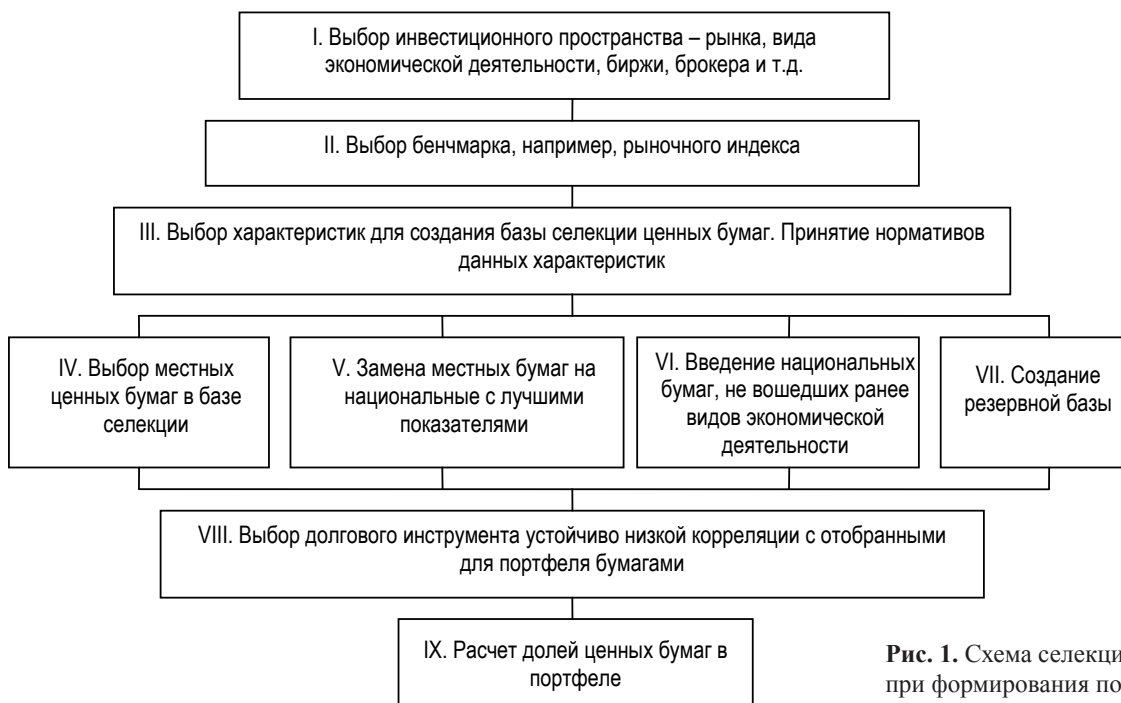 I. Выбор инвестиционного пространства – рынка, вида
экономической деятельности, биржи, брокера и т.д.
II. Выбор бенчмарка, например, рыночного индекса
III. Выбор характеристик для создания базы селекции ценных бумаг. Принятие нормативов
данных характеристик
IV. Выбор местных
ценных бумаг в базе
селекции
V. Замена местных бумаг на
национальные с лучшими
показателями
VI. Введение национальных
бумаг, не вошедших ранее
видов экономической
деятельности
VII. Создание
резервной базы
VIII. Выбор долгового инструмента устойчиво низкой корреляции с отобранными
для портфеля бумагами
IX. Расчет долей ценных бумаг в
портфеле
Рис. 1. Схема селекци
при формирования по